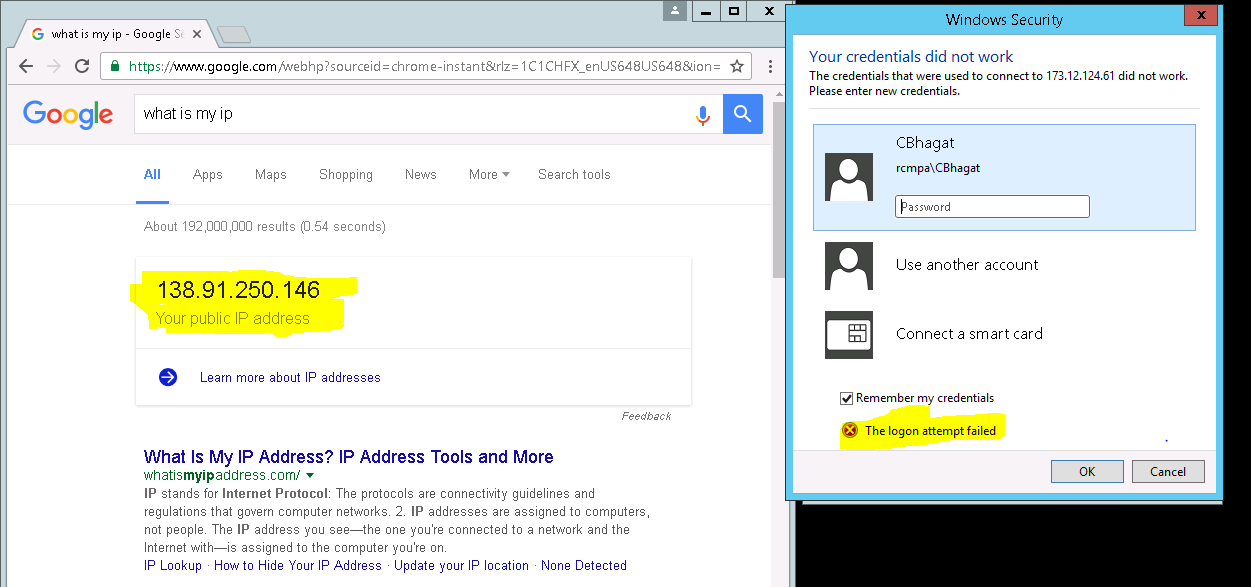 what is my ip - Google Se
https://www.google.com/webhp?sourceid=chrome-instant&rlz=1C1CHFX_enUS648US648&ion=
Google
what is my ip
All Apps Maps Shopping News More Search tools
About 192,000,000 results (0.54 seconds)
138.91.250.146
Your public IP address
Learn more about IP addresses
Feedback
What Is My IP Address? IP Address Tools and More
whatismyipaddress.com/
IP stands for Internet Protocol: The protocols are connectivity guidelines and
regulations that govern computer networks. 2. IP addresses are assigned to computers,
not people. The IP address you see—the one you're connected to a network and the
Internet with—is assigned to the computer you're on.
IP Lookup · How to Hide Your IP Address · Update your IP location · None Detected
Windows Security
Your credentials did not work
The credentials that were used to connect to 173.12.124.61 did not work.
Please enter new credentials.
CBhagat
rcmpa\CBhagat
Password
Use another account
Connect a smart card
Remember my credentials
The logon attempt failed
OK Cancel